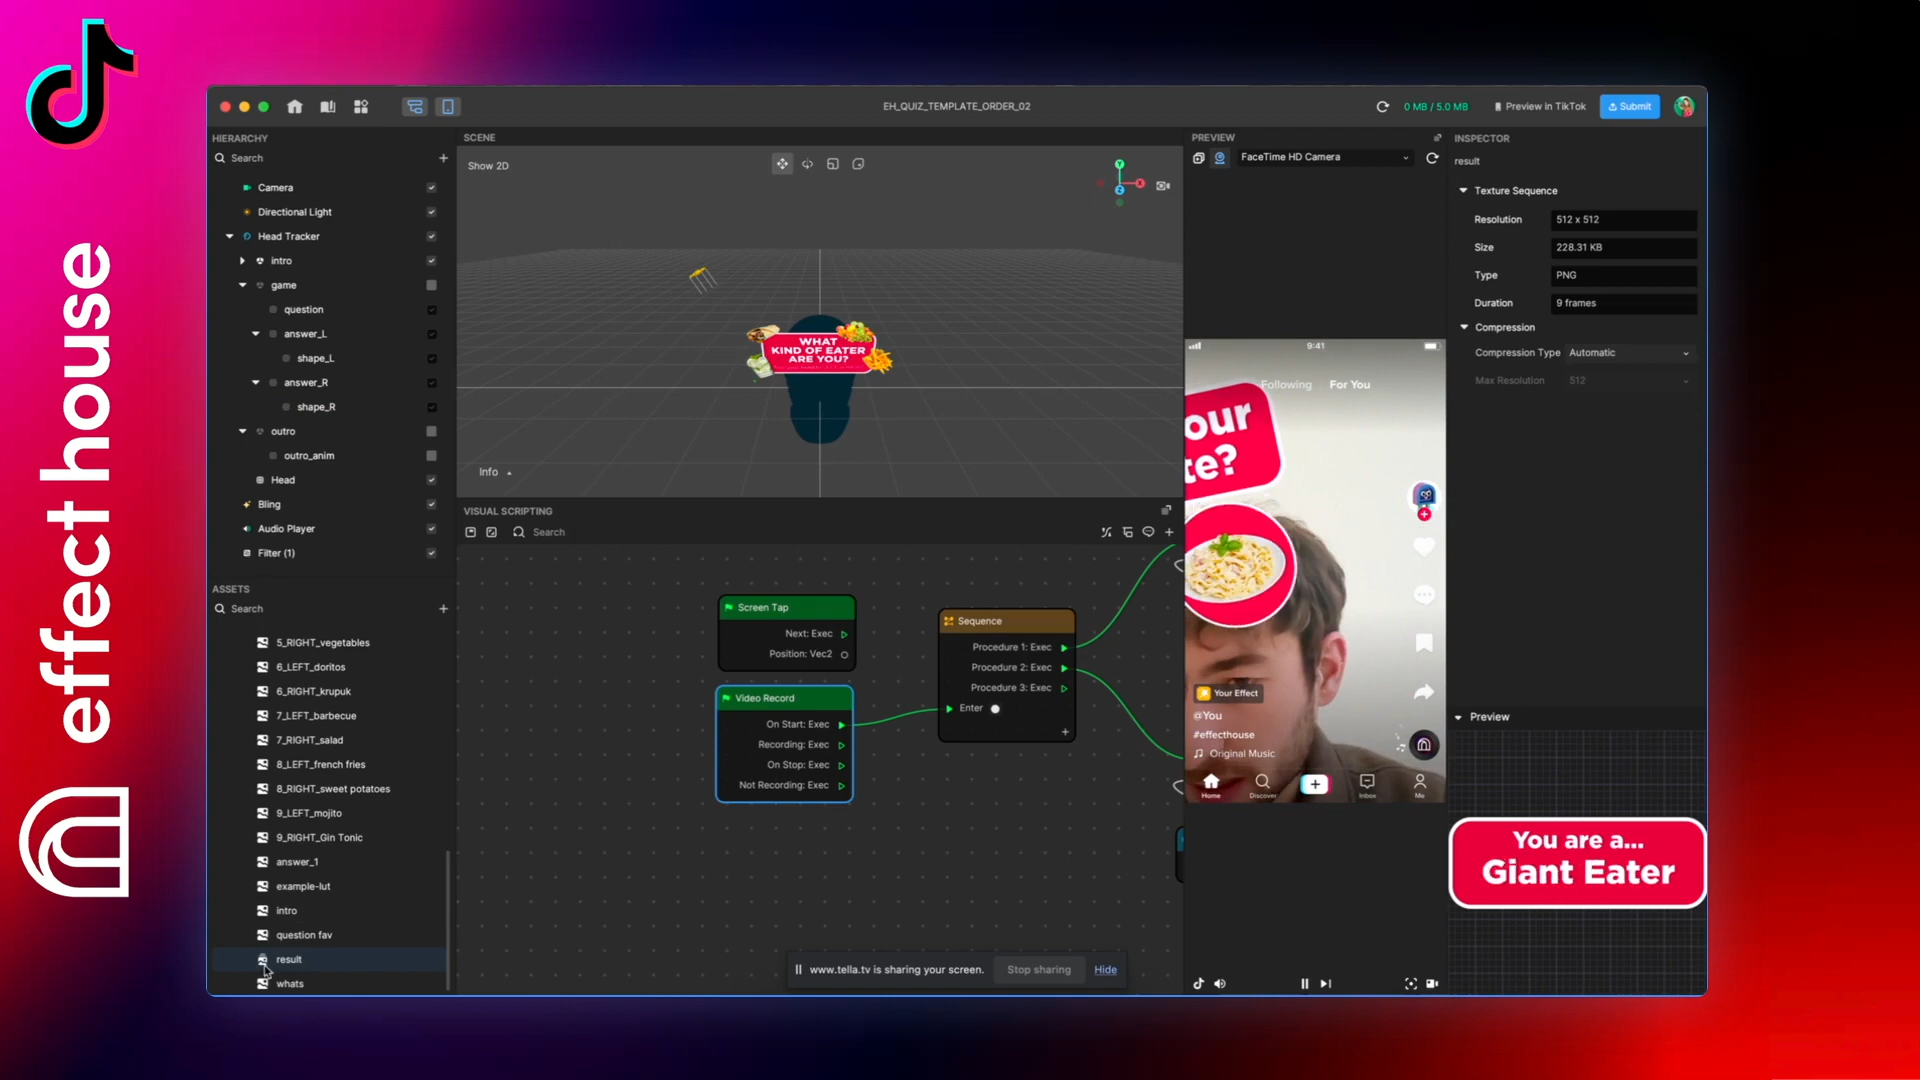 effect house
EH_QUIZ_TEMPLATE_ORDER_02
0 MB / 5.0 MB
Preview in TikTok
Submit
HIERARCHY
Search
Camera
Directional Light
Head Tracker
intro
game
question
answer_L
shape_L
answer_R
shape_R
outro
outro_anim
Head
Bling
Audio Player
Filter (1)
ASSETS
Search
5_RIGHT_vegetables
6_LEFT_doritos
6_RIGHT_krupuk
7_LEFT_barbecue
7_RIGHT_salad
8_LEFT_french fries
8_RIGHT_sweet potatoes
9_LEFT_mojito
9_RIGHT_Gin Tonic
answer_1
example-lut
intro
question fav
result
whats
SCENE
Show 2D
Y
X
Z
WHAT
KIND OF EATER
ARE YOU?
Info
VISUAL SCRIPTING
Search
Screen Tap
Next: Exec
Position: Vec2
Video Record
On Start: Exec
Recording: Exec
On Stop: Exec
Not Recording: Exec
Sequence
Procedure 1: Exec
Procedure 2: Exec
Procedure 3: Exec
Enter
www.tella.tv is sharing your screen.
Stop sharing
Hide
PREVIEW
FaceTime HD Camera
9:41
Following
For You
our
te?
Your Effect
@You
#effecthouse
Original Music
Home
Discover
Inbox
Me
INSPECTOR
result
Texture Sequence
Resolution
512 x 512
Size
228.31 KB
Type
PNG
Duration
9 frames
Compression
Compression Type
Automatic
Max Resolution
512
Preview
You are a...
Giant Eater